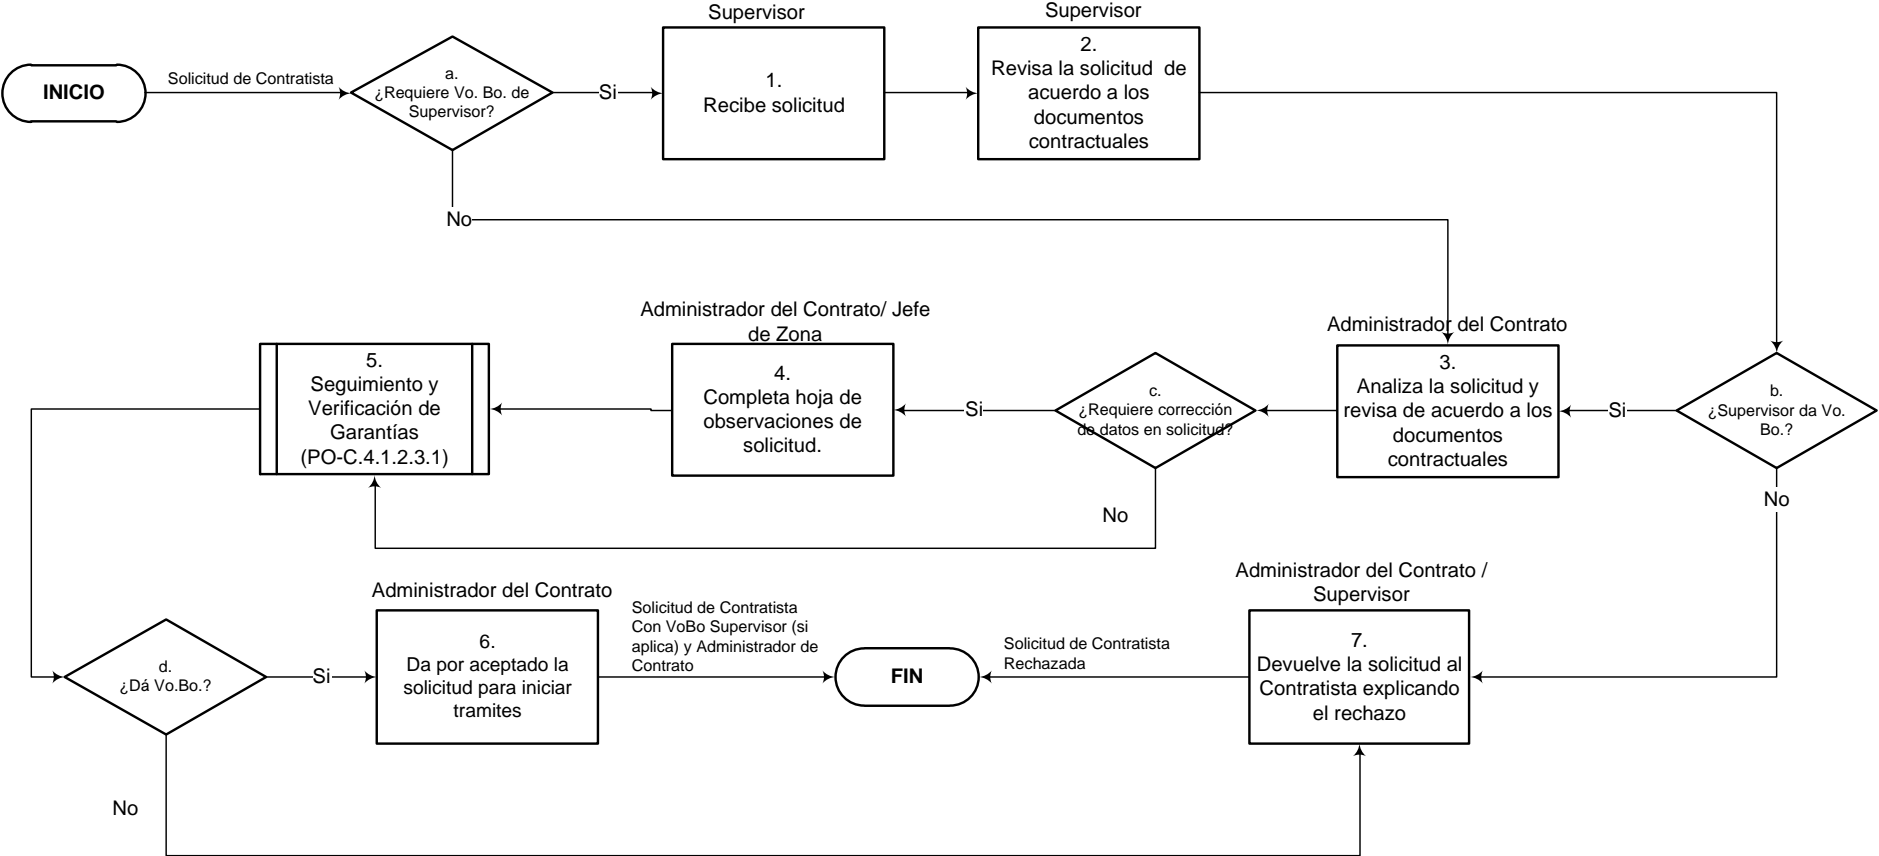 INICIO
Solicitud de Contratista
a.
¿Requiere Vo. Bo. de
Supervisor?
Si
No
Supervisor
1.
Recibe solicitud
Supervisor
2.
Revisa la solicitud de
acuerdo a los
documentos
contractuales
b.
¿Supervisor da Vo.
Bo.?
Si
No
Administrador del Contrato
3.
Analiza la solicitud y
revisa de acuerdo a los
documentos
contractuales
c.
¿Requiere corrección
de datos en solicitud?
Si
No
Administrador del Contrato/ Jefe
de Zona
4.
Completa hoja de
observaciones de
solicitud.
5.
Seguimiento y
Verificación de
Garantías
(PO-C.4.1.2.3.1)
d.
¿Dá Vo.Bo.?
Si
No
Administrador del Contrato
6.
Da por aceptado la
solicitud para iniciar
tramites
Solicitud de Contratista
Con VoBo Supervisor (si
aplica) y Administrador de
Contrato
FIN
Solicitud de Contratista
Rechazada
Administrador del Contrato /
Supervisor
7.
Devuelve la solicitud al
Contratista explicando
el rechazo